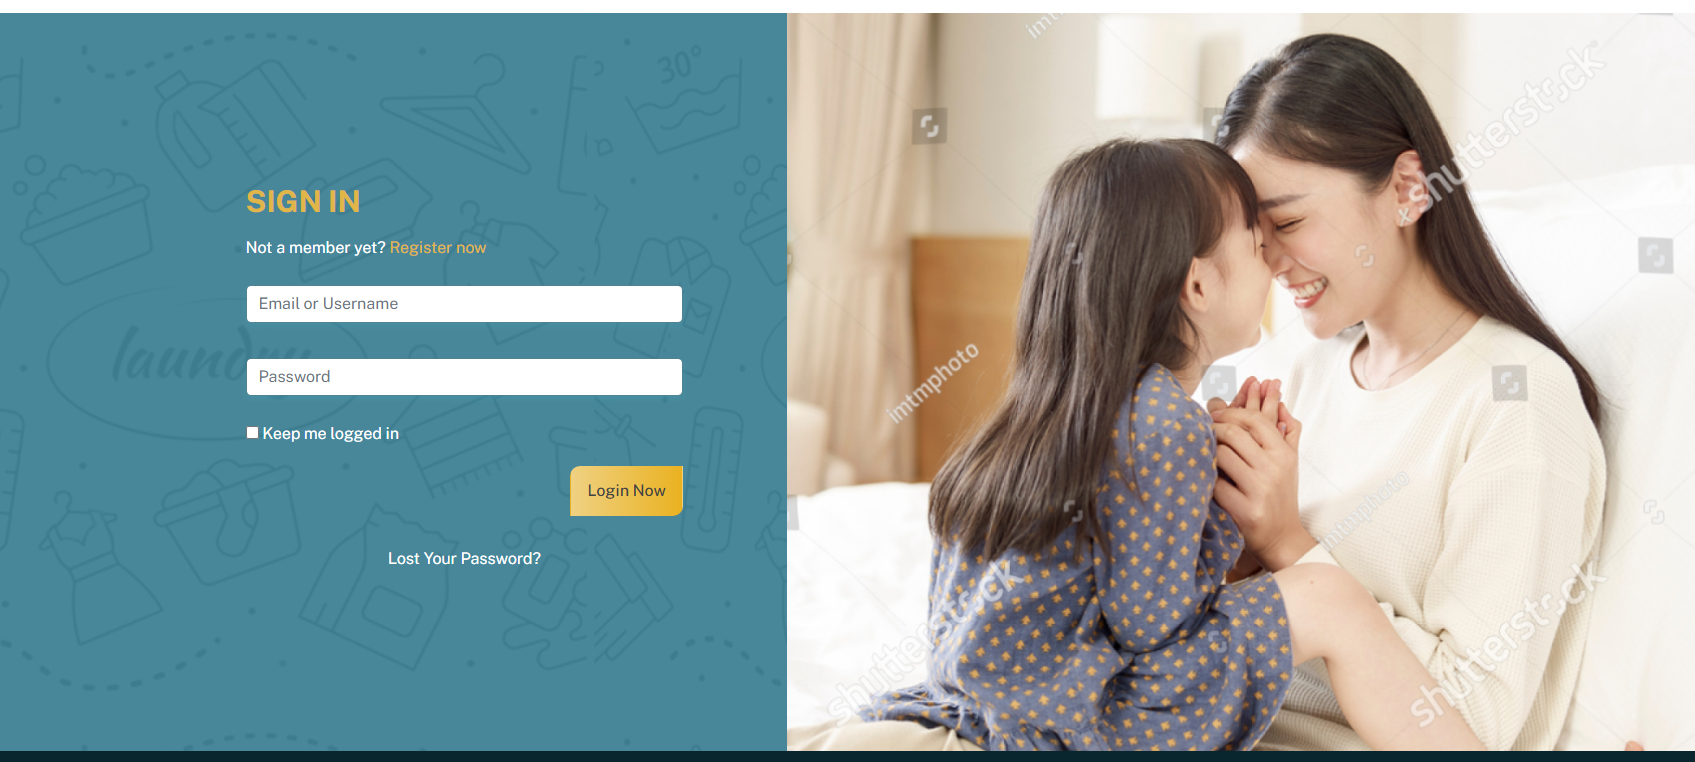 30°
SIGN IN
Not a member yet? Register now
Email or Username
laundry
Password
Keep me logged in
Login Now
Lost Your Password?
shutterstock
imtmphoto
imtmphoto
shutterstock
shutterstock